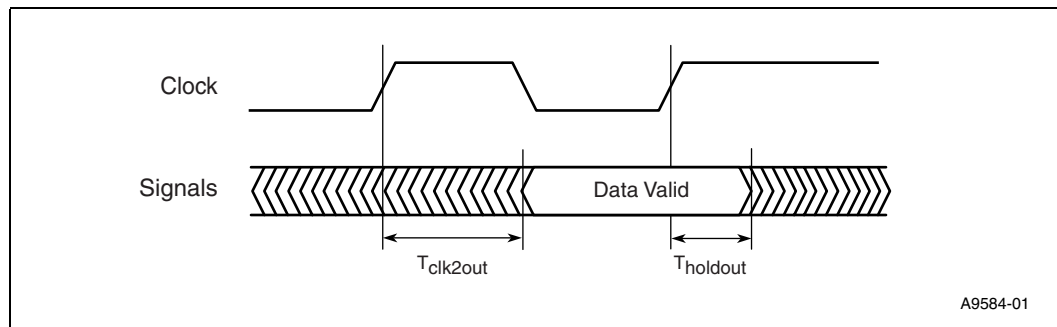 Clock
Signals
Data Valid
Tclk2out
Tholdout
A9584-01